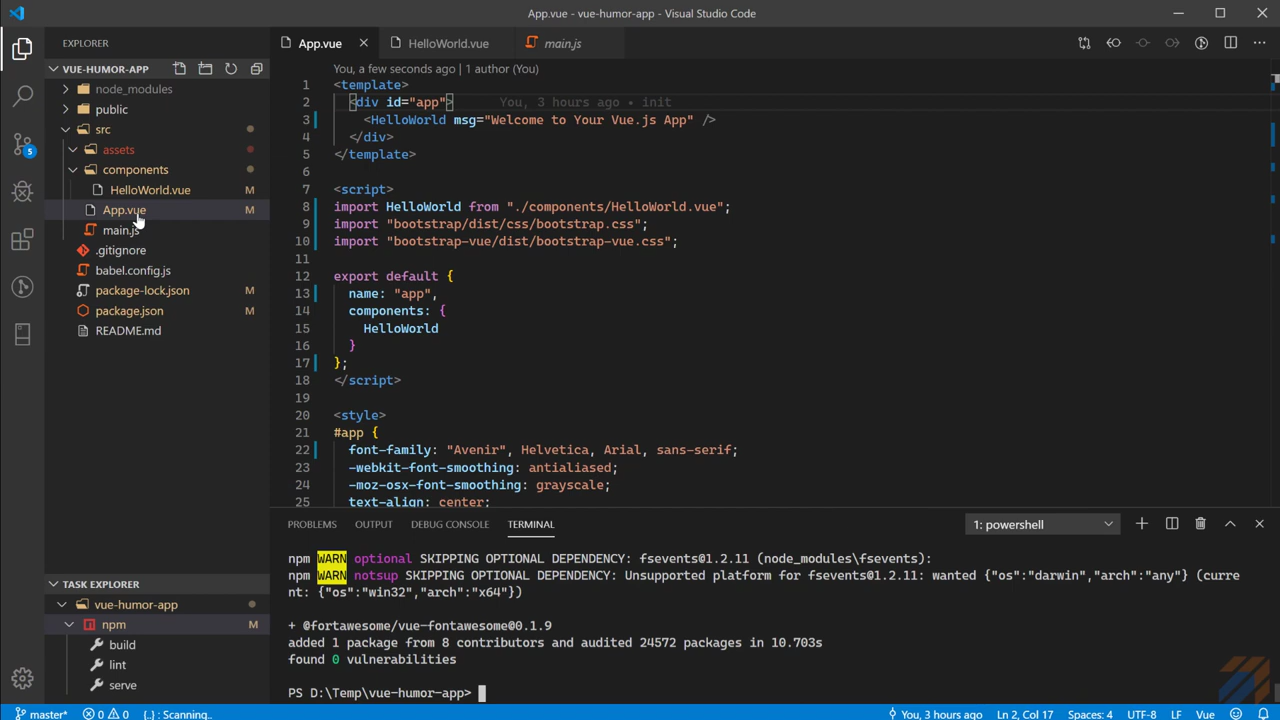 App.vue - vue-humor-app - Visual Studio Code
EXPLORER
VUE-HUMOR-APP
node_modules
public
src
assets
components
HelloWorld.vue M
App.vue M
main.js
.gitignore
babel.config.js
package-lock.json M
package.json M
README.md
TASK EXPLORER
vue-humor-app
npm M
build
lint
serve
5
App.vue HelloWorld.vue main.js
You, a few seconds ago | 1 author (You)
1 <template>
2 <div id="app"> You, 3 hours ago • init
3 <HelloWorld msg="Welcome to Your Vue.js App" />
4 </div>
5 </template>
6
7 <script>
8 import HelloWorld from "./components/HelloWorld.vue";
9 import "bootstrap/dist/css/bootstrap.css";
10 import "bootstrap-vue/dist/bootstrap-vue.css";
11
12 export default {
13 name: "app",
14 components: {
15 HelloWorld
16 }
17 };
18 </script>
19
20 <style>
21 #app {
22 font-family: "Avenir", Helvetica, Arial, sans-serif;
23 -webkit-font-smoothing: antialiased;
24 -moz-osx-font-smoothing: grayscale;
25 text-align: center;
PROBLEMS OUTPUT DEBUG CONSOLE TERMINAL 1: powershell
npm WARN optional SKIPPING OPTIONAL DEPENDENCY: fsevents@1.2.11 (node_modules\fsevents):
npm WARN notsup SKIPPING OPTIONAL DEPENDENCY: Unsupported platform for fsevents@1.2.11: wanted {"os":"darwin","arch":"any"} (curre
nt: {"os":"win32","arch":"x64"})
+ @fortawesome/vue-fontawesome@0.1.9
added 1 package from 8 contributors and audited 24572 packages in 10.703s
found 0 vulnerabilities
PS D:\Temp\vue-humor-app>
master* 0 0 {..} : Scanning.. You, 3 hours ago Ln 2, Col 17 Spaces: 4 UTF-8 LF Vue